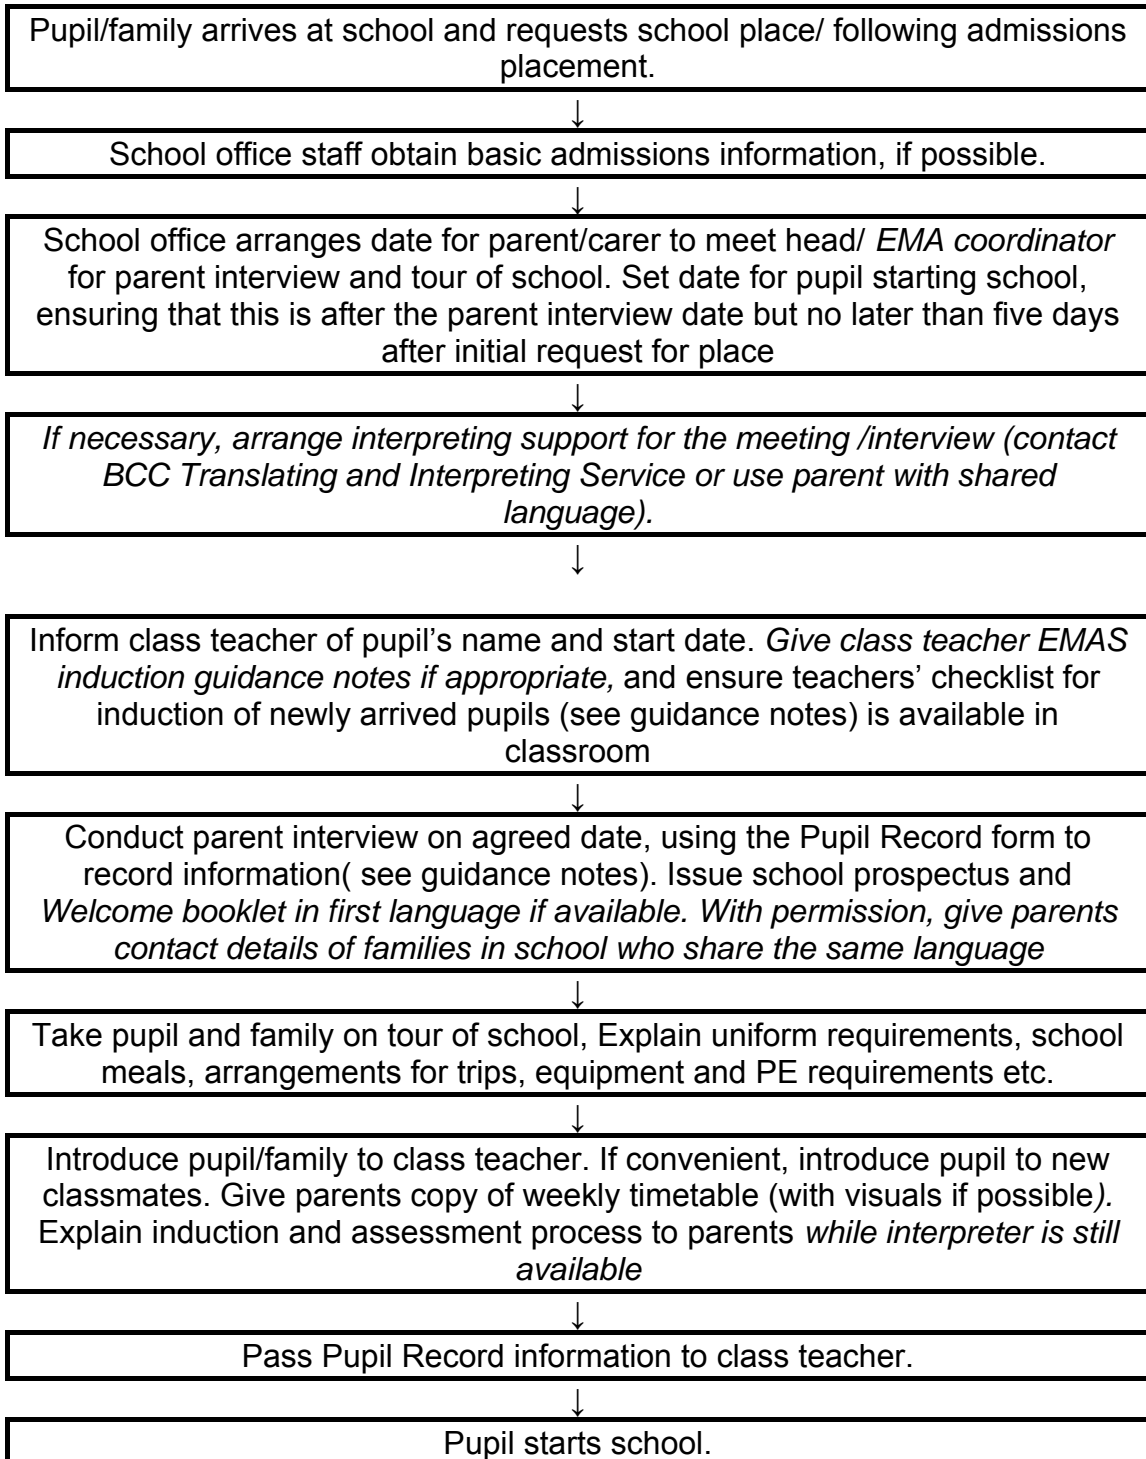 Pupil/family arrives at school and requests school place/ following admissions
placement.
↓
School office staff obtain basic admissions information, if possible.
↓
School office arranges date for parent/carer to meet head/ EMA coordinator
for parent interview and tour of school. Set date for pupil starting school,
ensuring that this is after the parent interview date but no later than five days
after initial request for place
↓
If necessary, arrange interpreting support for the meeting /interview (contact
BCC Translating and Interpreting Service or use parent with shared
language).
↓
Inform class teacher of pupil’s name and start date. Give class teacher EMAS
induction guidance notes if appropriate, and ensure teachers’ checklist for
induction of newly arrived pupils (see guidance notes) is available in
classroom
↓
Conduct parent interview on agreed date, using the Pupil Record form to
record information( see guidance notes). Issue school prospectus and
Welcome booklet in first language if available. With permission, give parents
contact details of families in school who share the same language
↓
Take pupil and family on tour of school, Explain uniform requirements, school
meals, arrangements for trips, equipment and PE requirements etc.
↓
Introduce pupil/family to class teacher. If convenient, introduce pupil to new
classmates. Give parents copy of weekly timetable (with visuals if possible).
Explain induction and assessment process to parents while interpreter is still
available
↓
Pass Pupil Record information to class teacher.
↓
Pupil starts school.